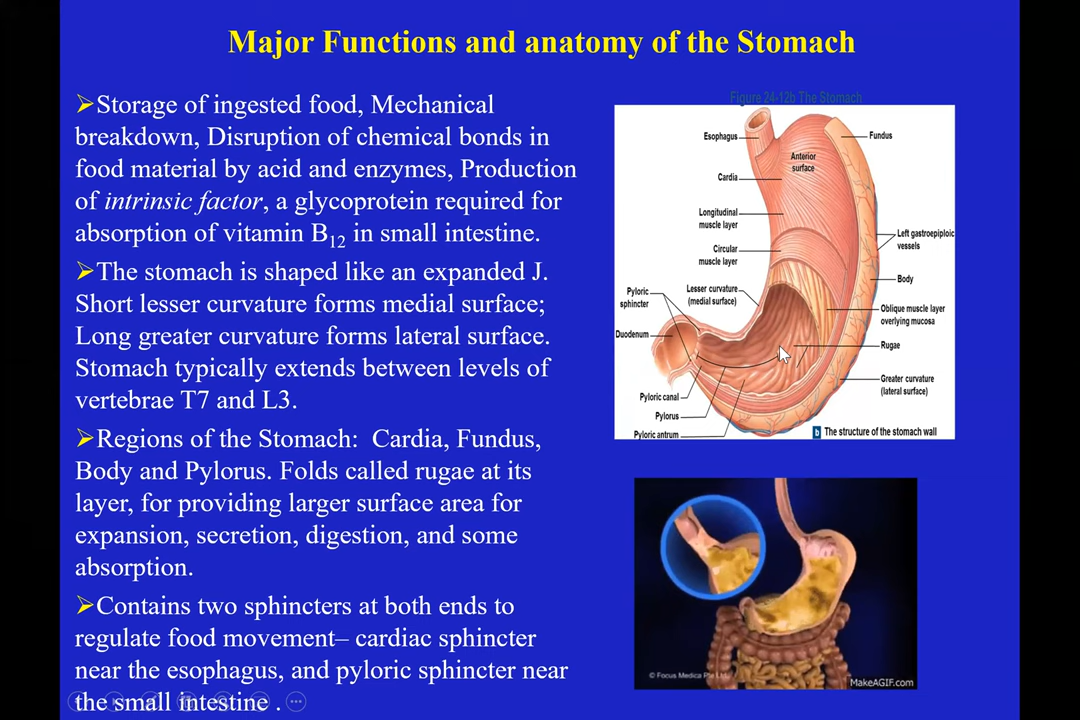 Major Functions and anatomy of the Stomach
➢Storage of ingested food, Mechanical
breakdown, Disruption of chemical bonds in
food material by acid and enzymes, Production
of intrinsic factor, a glycoprotein required for
absorption of vitamin B12 in small intestine.
➢The stomach is shaped like an expanded J.
Short lesser curvature forms medial surface;
Long greater curvature forms lateral surface.
Stomach typically extends between levels of
vertebrae T7 and L3.
➢Regions of the Stomach: Cardia, Fundus,
Body and Pylorus. Folds called rugae at its
layer, for providing larger surface area for
expansion, secretion, digestion, and some
absorption.
➢Contains two sphincters at both ends to
regulate food movement– cardiac sphincter
near the esophagus, and pyloric sphincter near
the small intestine .
Figure 24-12b The Stomach
Esophagus
Fundus
Anterior
surface
Cardia
Longitudinal
muscle layer
Left gastroepiploic
vessels
Circular
muscle layer
Body
Pyloric
sphincter
Lesser curvature
(medial surface)
Oblique muscle layer
overlying mucosa
Duodenum
Rugae
Greater curvature
(lateral surface)
Pyloric canal
Pylorus
Pyloric antrum
b The structure of the stomach wall
© Focus Medica Pte Ltd.
MakeAGIF.com